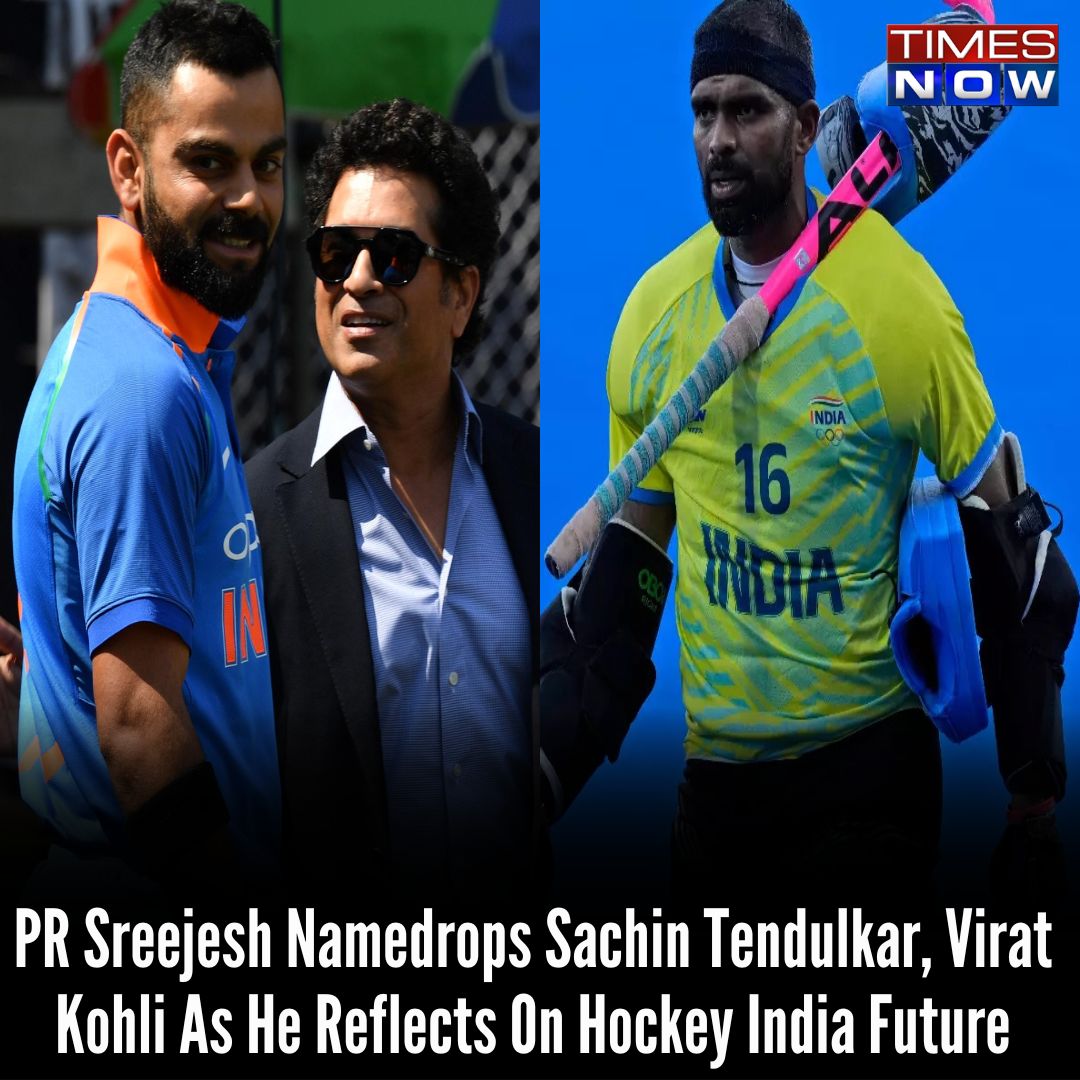 TIMES
NOW
INDIA
16
INDIA
IN
PR Sreejesh Namedrops Sachin Tendulkar, Virat
Kohli As He Reflects On Hockey India Future